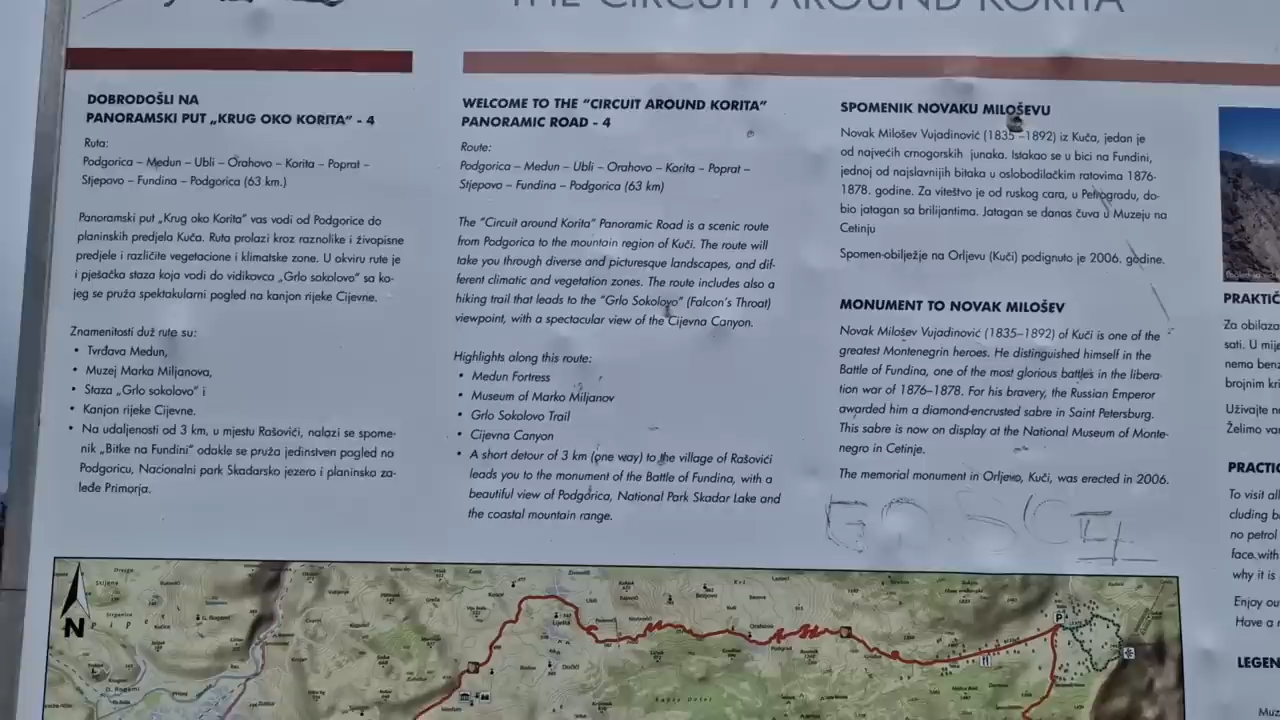 THE CIRCUIT AROUND KORITA
DOBRODOŠLI NA
PANORAMSKI PUT „KRUG OKO KORITA” - 4
Ruta:
Podgorica – Medun – Ubli – Orahovo – Korita – Poprat –
Stjepovo – Fundina – Podgorica (63 km.)
Panoramski put „Krug oko Korita” vas vodi od Podgorice do
planinskih predjela Kuča. Ruta prolazi kroz raznolike i živopisne
predjele i različite vegetacione i klimatske zone. U okviru rute je
i pješačka staza koja vodi do vidikovca „Grlo sokolovo” sa ko-
jeg se pruža spektakularni pogled na kanjon rijeke Cijevne.
Znamenitosti duž rute su:
• Tvrđava Medun,
• Muzej Marka Miljanova,
• Staza „Grlo sokolovo” i
• Kanjon rijeke Cijevne.
• Na udaljenosti od 3 km, u mjestu Rašovići, nalazi se spome-
nik „Bitke na Fundini” odakle se pruža jedinstven pogled na
Podgoricu, Nacionalni park Skadarsko jezero i planinsko za-
leđe Primorja.
WELCOME TO THE “CIRCUIT AROUND KORITA”
PANORAMIC ROAD - 4
Route:
Podgorica – Medun – Ubli – Orahovo – Korita – Poprat –
Stjepovo – Fundina – Podgorica (63 km)
The “Circuit around Korita” Panoramic Road is a scenic route
from Podgorica to the mountain region of Kuči. The route will
take you through diverse and picturesque landscapes, and dif-
ferent climatic and vegetation zones. The route includes also a
hiking trail that leads to the “Grlo Sokolovo” (Falcon’s Throat)
viewpoint, with a spectacular view of the Cijevna Canyon.
Highlights along this route:
• Medun Fortress
• Museum of Marko Miljanov
• Grlo Sokolovo Trail
• Cijevna Canyon
• A short detour of 3 km (one way) to the village of Rašovići
leads you to the monument of the Battle of Fundina, with a
beautiful view of Podgorica, National Park Skadar Lake and
the coastal mountain range.
SPOMENIK NOVAKU MILOŠEVU
Novak Milošev Vujadinović (1835 –1892) iz Kuča, jedan je
od najvećih crnogorskih junaka. Istakao se u bici na Fundini,
jednoj od najslavnijih bitaka u oslobodilačkim ratovima 1876-
1878. godine. Za viteštvo je od ruskog cara, u Petrogradu, do-
bio jatagan sa brilijantima. Jatagan se danas čuva u Muzeju na
Cetinju
Spomen-obilježje na Orljevu (Kuči) podignuto je 2006. godine.
MONUMENT TO NOVAK MILOŠEV
Novak Milošev Vujadinović (1835–1892) of Kuči is one of the
greatest Montenegrin heroes. He distinguished himself in the
Battle of Fundina, one of the most glorious battles in the libera-
tion war of 1876–1878. For his bravery, the Russian Emperor
awarded him a diamond-encrusted sabre in Saint Petersburg.
This sabre is now on display at the National Museum of Monte-
negro in Cetinje.
The memorial monument in Orljevo, Kuči, was erected in 2006.
PRAKTIČ
Za obilaza
sati. U mije
nema benz
brojnim kri
Uživajte n
Želimo va
PRACTIC
To visit all
cluding b
no petrol
face with
why it is
Enjoy ou
Have a
LEGEN
Muz
N
P